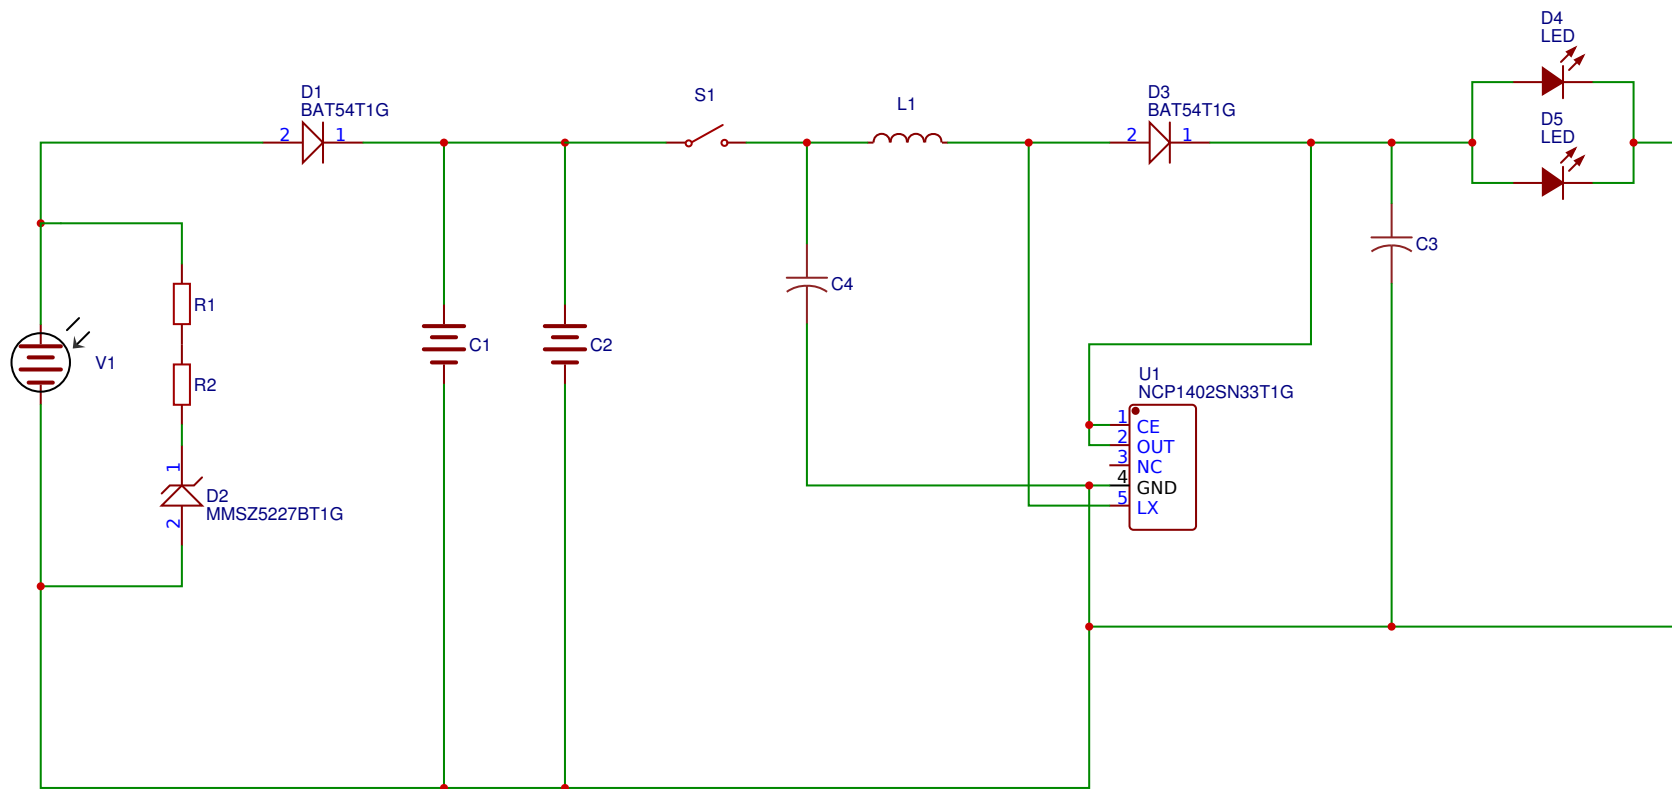 D4
LED
D1
BAT54T1G
2
1
S1
L1
D3
BAT54T1G
2
1
D5
LED
C3
C4
R1
V1
R2
C1
C2
U1
NCP1402SN33T1G
1
CE
2
OUT
3
NC
4
GND
5
LX
1
D2
MMSZ5227BT1G
2